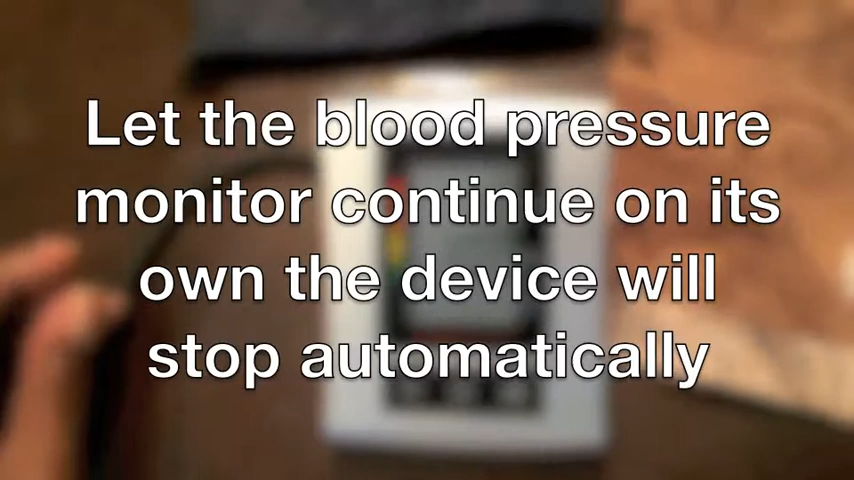 Let the blood pressure
monitor continue on its
own the device will
stop automatically